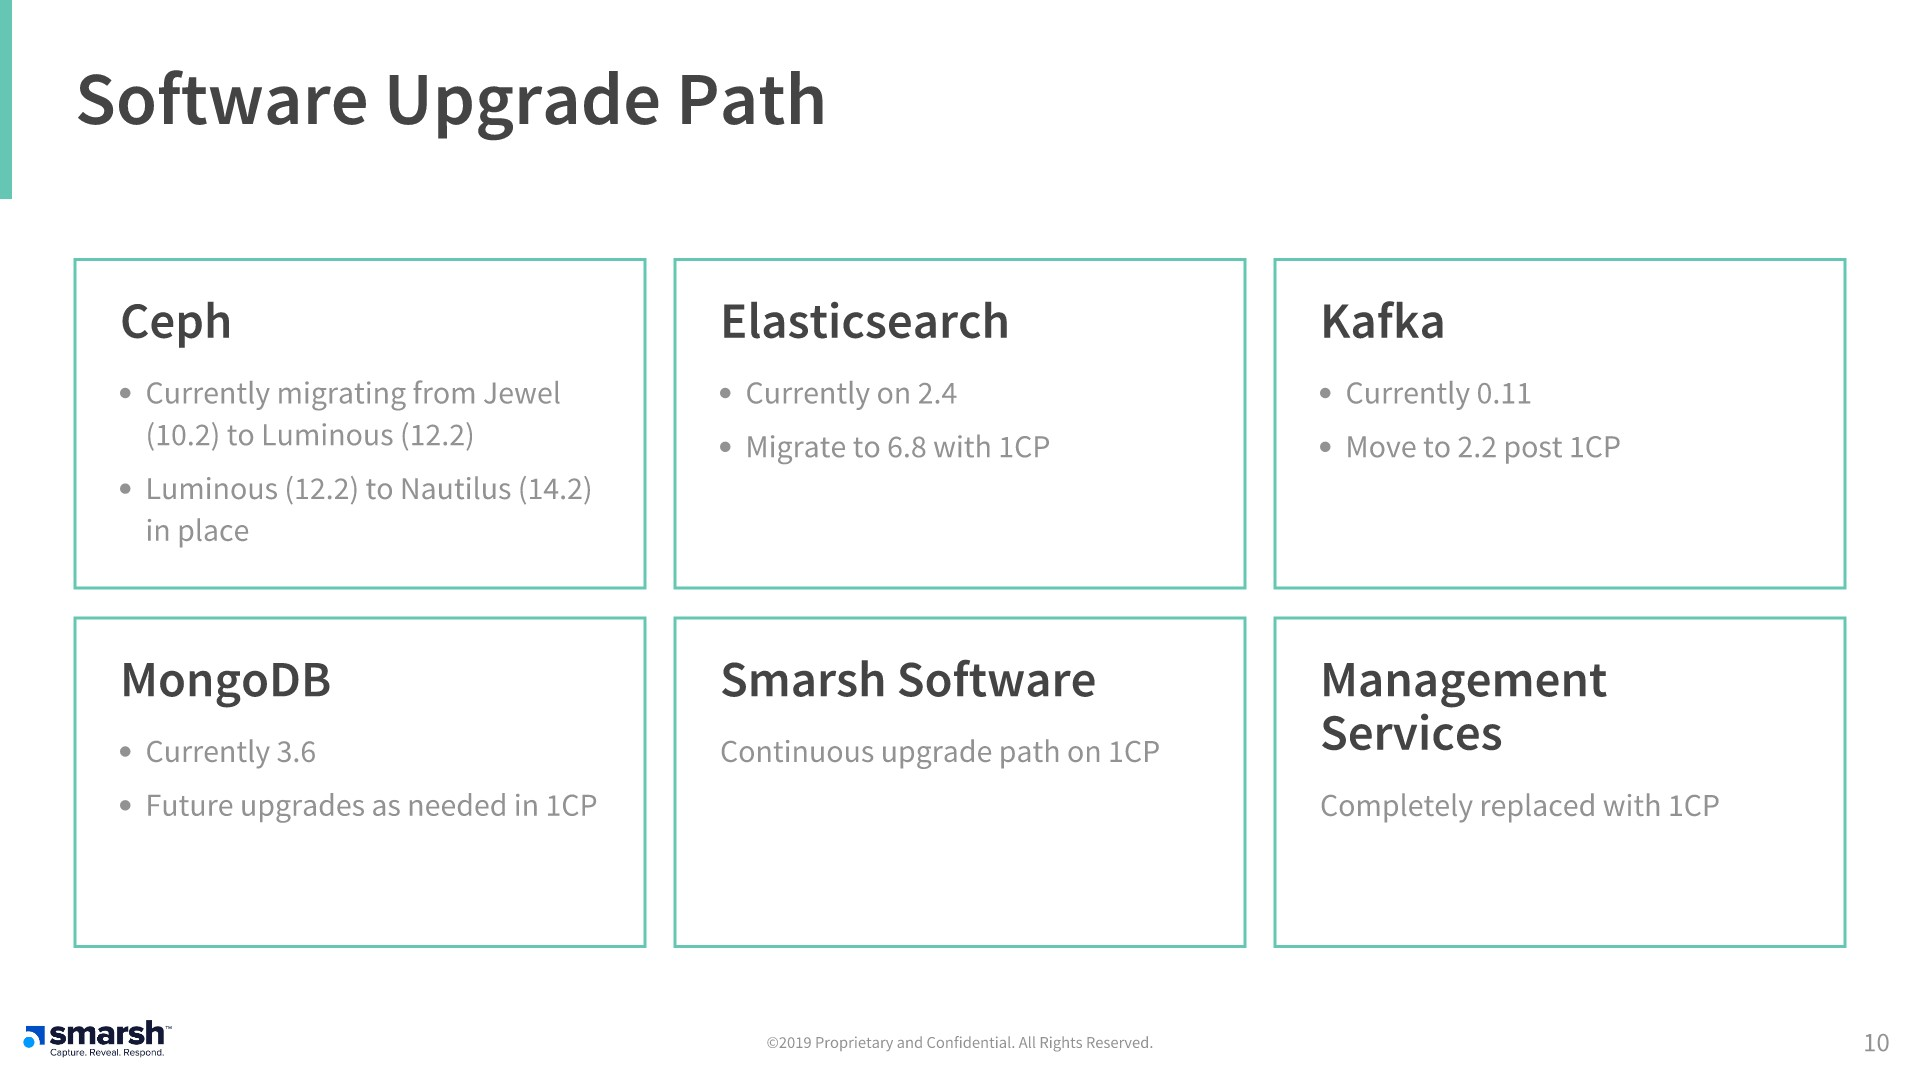 Software Upgrade Path
Ceph
• Currently migrating from Jewel
(10.2) to Luminous (12.2)
• Luminous (12.2) to Nautilus (14.2)
in place
Elasticsearch
• Currently on 2.4
• Migrate to 6.8 with 1CP
Kafka
• Currently 0.11
• Move to 2.2 post 1CP
MongoDB
• Currently 3.6
• Future upgrades as needed in 1CP
Smarsh Software
Continuous upgrade path on 1CP
Management
Services
Completely replaced with 1CP
smarsh™
Capture. Reveal. Respond.
©2019 Proprietary and Confidential. All Rights Reserved.
10